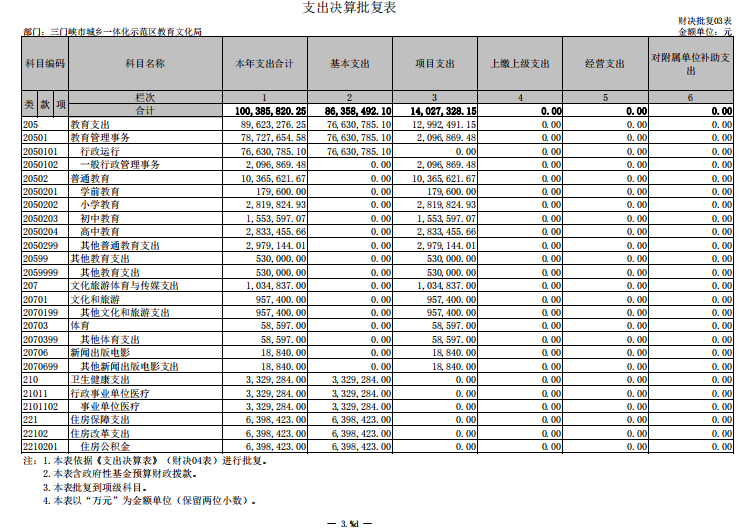 支出决算批复表
财决批复03表
部门：三门峡市城乡一体化示范区教育文化局 金额单位：元
科目编码 科目名称 本年支出合计 基本支出 项目支出 上缴上级支出 经营支出 对附属单位补助支出
类 款 项 栏次 1 2 3 4 5 6
合计 100,385,820.25 86,358,492.10 14,027,328.15 0.00 0.00 0.00
205 教育支出 89,623,276.25 76,630,785.10 12,992,491.15 0.00 0.00 0.00
20501 教育管理事务 78,727,654.58 76,630,785.10 2,096,869.48 0.00 0.00 0.00
2050101 行政运行 76,630,785.10 76,630,785.10 0.00 0.00 0.00 0.00
2050102 一般行政管理事务 2,096,869.48 0.00 2,096,869.48 0.00 0.00 0.00
20502 普通教育 10,365,621.67 0.00 10,365,621.67 0.00 0.00 0.00
2050201 学前教育 179,600.00 0.00 179,600.00 0.00 0.00 0.00
2050202 小学教育 2,819,824.93 0.00 2,819,824.93 0.00 0.00 0.00
2050203 初中教育 1,553,597.07 0.00 1,553,597.07 0.00 0.00 0.00
2050204 高中教育 2,833,455.66 0.00 2,833,455.66 0.00 0.00 0.00
2050299 其他普通教育支出 2,979,144.01 0.00 2,979,144.01 0.00 0.00 0.00
20599 其他教育支出 530,000.00 0.00 530,000.00 0.00 0.00 0.00
2059999 其他教育支出 530,000.00 0.00 530,000.00 0.00 0.00 0.00
207 文化旅游体育与传媒支出 1,034,837.00 0.00 1,034,837.00 0.00 0.00 0.00
20701 文化和旅游 957,400.00 0.00 957,400.00 0.00 0.00 0.00
2070199 其他文化和旅游支出 957,400.00 0.00 957,400.00 0.00 0.00 0.00
20703 体育 58,597.00 0.00 58,597.00 0.00 0.00 0.00
2070399 其他体育支出 58,597.00 0.00 58,597.00 0.00 0.00 0.00
20706 新闻出版电影 18,840.00 0.00 18,840.00 0.00 0.00 0.00
2070699 其他新闻出版电影支出 18,840.00 0.00 18,840.00 0.00 0.00 0.00
210 卫生健康支出 3,329,284.00 3,329,284.00 0.00 0.00 0.00 0.00
21011 行政事业单位医疗 3,329,284.00 3,329,284.00 0.00 0.00 0.00 0.00
2101102 事业单位医疗 3,329,284.00 3,329,284.00 0.00 0.00 0.00 0.00
221 住房保障支出 6,398,423.00 6,398,423.00 0.00 0.00 0.00 0.00
22102 住房改革支出 6,398,423.00 6,398,423.00 0.00 0.00 0.00 0.00
2210201 住房公积金 6,398,423.00 6,398,423.00 0.00 0.00 0.00 0.00
注：1.本表依据《支出决算表》（财决04表）进行批复。
2.本表含政府性基金预算财政拨款。
3.本表批复到项级科目。
4.本表以“万元”为金额单位（保留两位小数）。
— 3.%d —